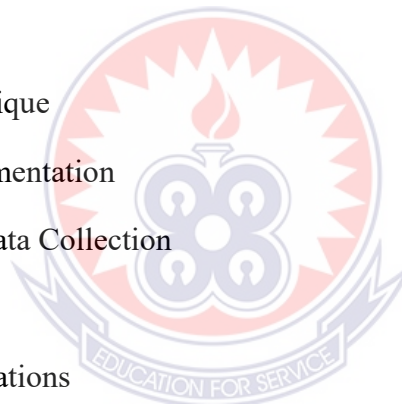 ique
mentation
ata Collection
EDUCATION FOR SERVICE
ations